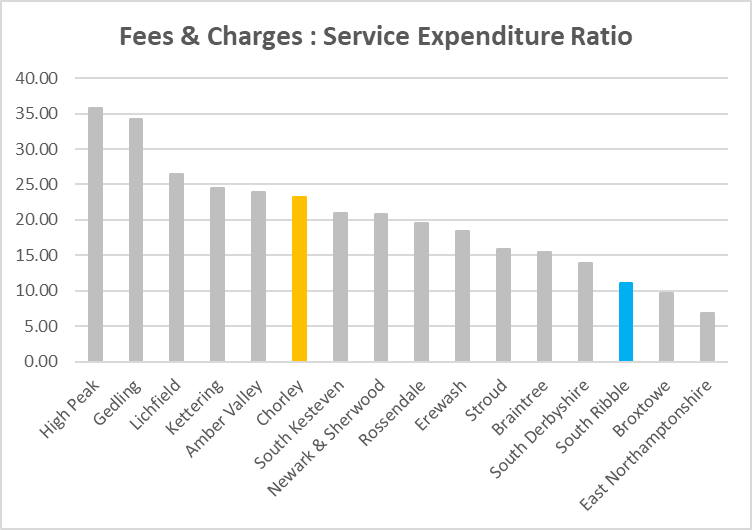 Fees & Charges : Service Expenditure Ratio
40.00
35.00
30.00
25.00
20.00
15.00
10.00
5.00
0.00
High Peak
Gedling
Lichfield
Kettering
Amber Valley
Chorley
South Kesteven
Newark & Sherwood
Rossendale
Erewash
Stroud
Braintree
South Derbyshire
South Ribble
Broxtowe
East Northamptonshire